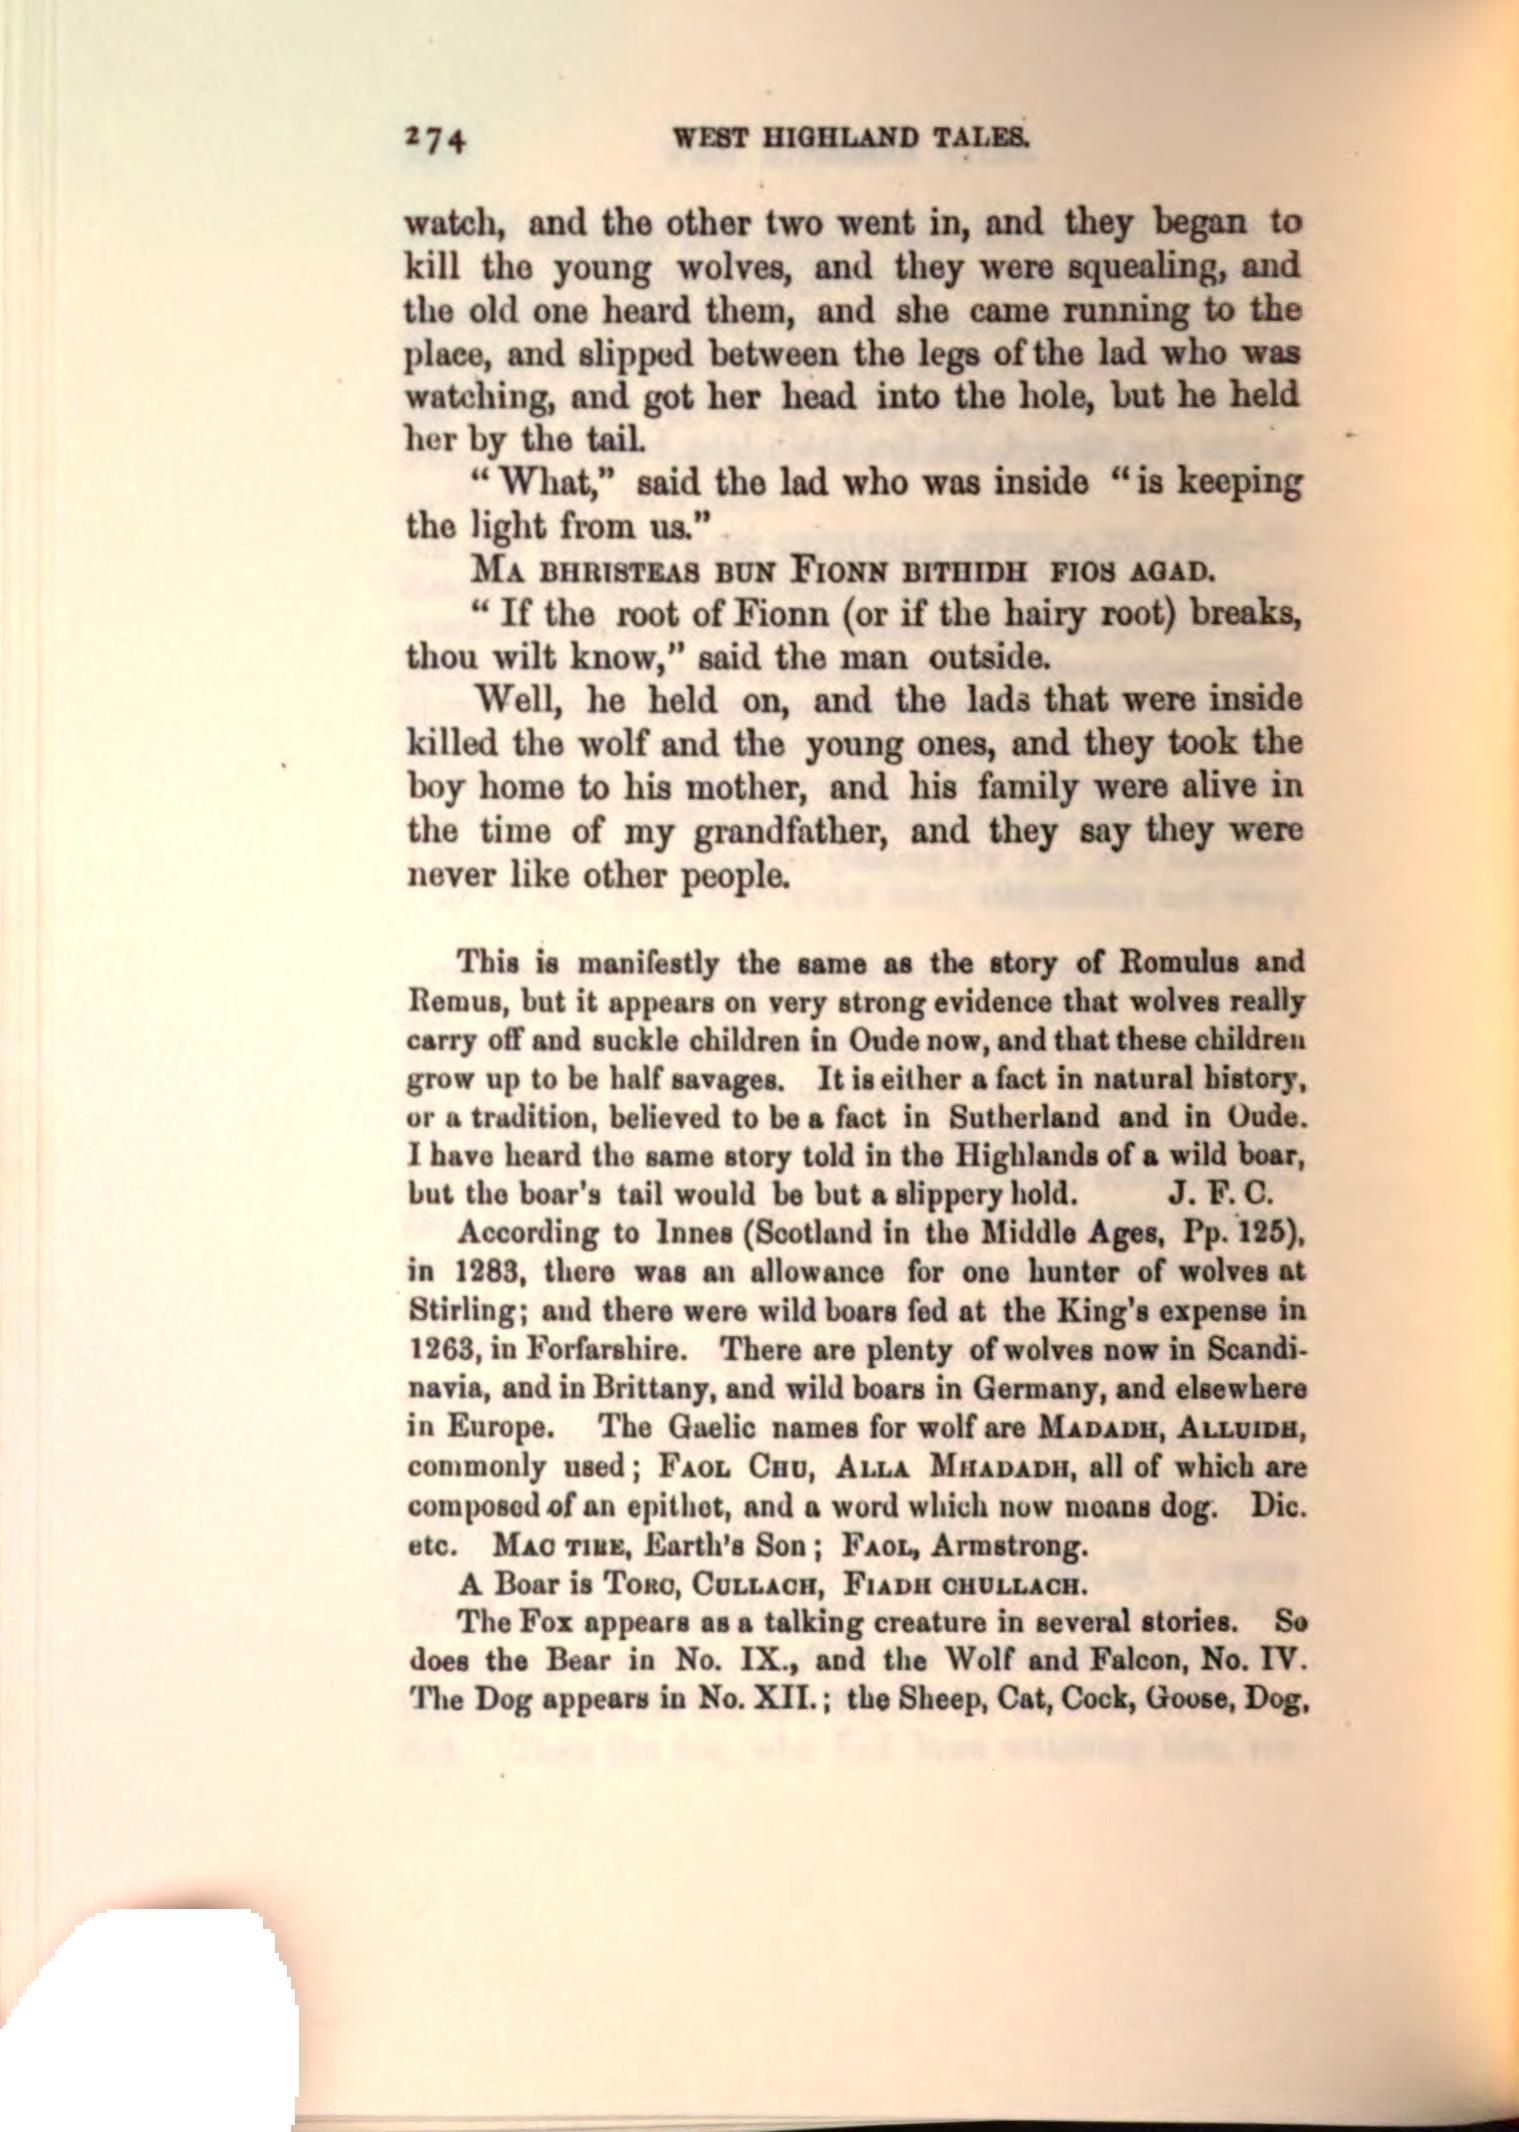 274 WEST HIGHLAND TALES.
watch, and the other two went in, and they began to
kill the young wolves, and they were squealing, and
the old one heard them, and she came running to the
place, and slipped between the legs of the lad who was
watching, and got her head into the hole, but he held
her by the tail.
"What," said the lad who was inside "is keeping
the light from us."
MA BHRISTEAS BUN FIONN BITHIDH FIOS AGAD.
"If the root of Fionn (or if the hairy root) breaks,
thou wilt know," said the man outside.
Well, he held on, and the lads that were inside
killed the wolf and the young ones, and they took the
boy home to his mother, and his family were alive in
the time of my grandfather, and they say they were
never like other people.
This is manifestly the same as the story of Romulus and
Remus, but it appears on very strong evidence that wolves really
carry off and suckle children in Oude now, and that these children
grow up to be half savages. It is either a fact in natural history,
or a tradition, believed to be a fact in Sutherland and in Oude.
I have heard the same story told in the Highlands of a wild boar,
but the boar's tail would be but a slippery hold. J. F. C.
According to Innes (Scotland in the Middle Ages, Pp. 125),
in 1283, there was an allowance for one hunter of wolves at
Stirling; and there were wild boars fed at the King's expense in
1263, in Forfarshire. There are plenty of wolves now in Scandi-
navia, and in Brittany, and wild boars in Germany, and elsewhere
in Europe. The Gaelic names for wolf are MADADH, ALLUIDH,
commonly used; FAOL CHU, ALLA MHADADH, all of which are
composed of an epithet, and a word which now means dog. Dic.
etc. MAC TIRE, Earth's Son; FAOL, Armstrong.
A Boar is TORC, CULLACH, FIADH CHULLACH.
The Fox appears as a talking creature in several stories. So
does the Bear in No. IX., and the Wolf and Falcon, No. IV.
The Dog appears in No. XII.; the Sheep, Cat, Cock, Goose, Dog,